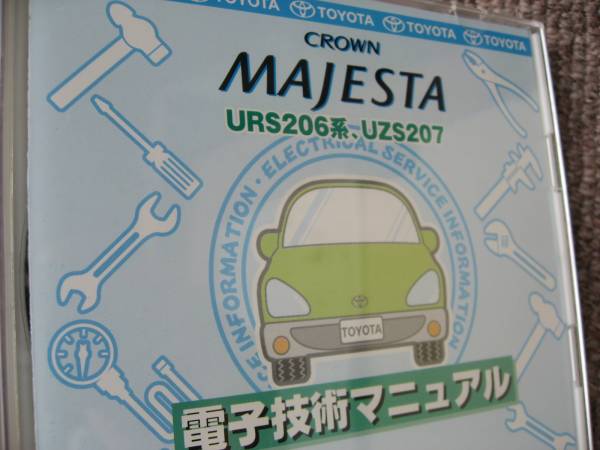 TOYOTA TOYOTA TOYOTA TOYOTA
CROWN
MAJESTA
URS206系、UZS207
INFORMATION・ELECTRICAL SERVICE INFORMATION
TOYOTA
電子技術マニュアル